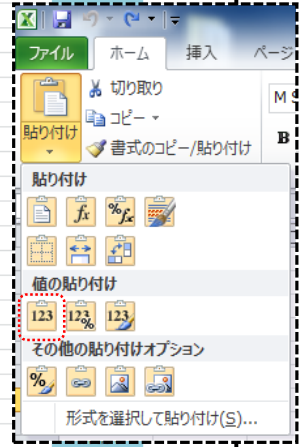 ファイル ホーム 挿入 ページ
切り取り
コピー
貼り付け
書式のコピー/貼り付け
B
貼り付け
fx %fx
値の貼り付け
123 123% 123
その他の貼り付けオプション
%
形式を選択して貼り付け(S)...